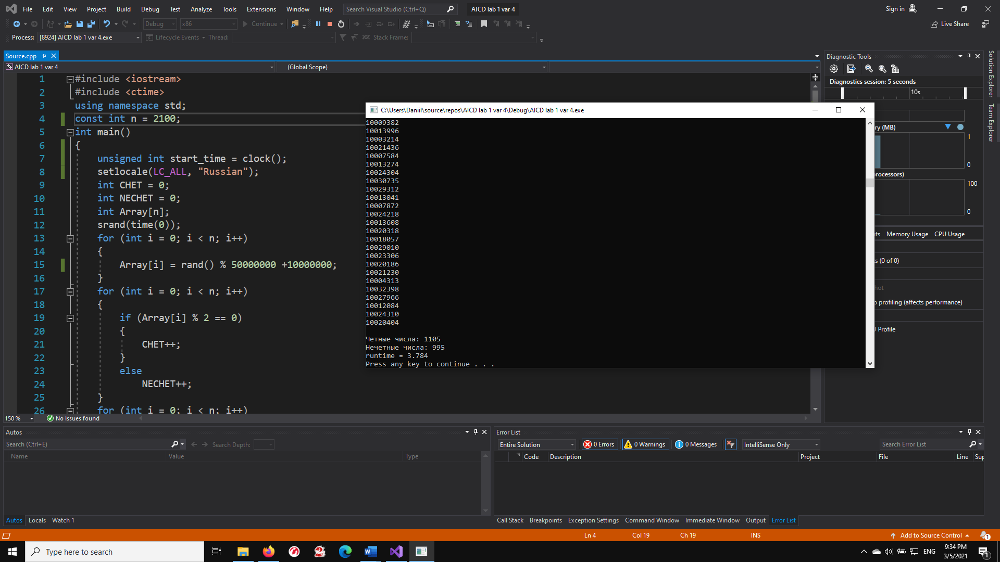 File Edit View Project Build Debug Test Analyze Tools Extensions Window Help Search Visual Studio (Ctrl+Q) AICD lab 1 var 4 Sign in
Debug x86 Continue Live Share
Process: [8924] AICD lab 1 var 4.exe Lifecycle Events Thread: Stack Frame:
Source.cpp
AICD lab 1 var 4 (Global Scope)
1 #include <iostream>
2 #include <ctime>
3 using namespace std;
4 const int n = 2100;
5 int main()
6 {
7 unsigned int start_time = clock();
8 setlocale(LC_ALL, "Russian");
9 int CHET = 0;
10 int NECHET = 0;
11 int Array[n];
12 srand(time(0));
13 for (int i = 0; i < n; i++)
14 {
15 Array[i] = rand() % 50000000 +10000000;
16 }
17 for (int i = 0; i < n; i++)
18 {
19 if (Array[i] % 2 == 0)
20 {
21 CHET++;
22 }
23 else
24 NECHET++;
25 }
26 for (int i = 0; i < n; i++)
150 % No issues found
C:\Users\Daniil\source\repos\AICD lab 1 var 4\Debug\AICD lab 1 var 4.exe
10009382
10013996
10003214
10021436
10007584
10013274
10024304
10030735
10029312
10013041
10007872
10024218
10013608
10020318
10018057
10029010
10023306
10020186
10021230
10004313
10032398
10027966
10012084
10024310
10020404
Четные числа: 1105
Нечетные числа: 995
runtime = 3.784
Press any key to continue . . .
Diagnostic Tools
Diagnostics session: 5 seconds
10s
ry (MB)
1
0
rocessors)
100
0
ts Memory Usage CPU Usage
s (0 of 0)
hot
profiling (affects performance)
Profile
Solution Explorer
Team Explorer
Autos
Search (Ctrl+E) Search Depth:
Name Value Type
Autos Locals Watch 1
Error List
Entire Solution 0 Errors 0 Warnings 0 Messages IntelliSense Only Search Error List
Code Description Project File Line Sup
Call Stack Breakpoints Exception Settings Command Window Immediate Window Output Error List
Ln 4 Col 19 Ch 19 INS Add to Source Control 1
Type here to search ENG 9:34 PM
3/5/2021
1